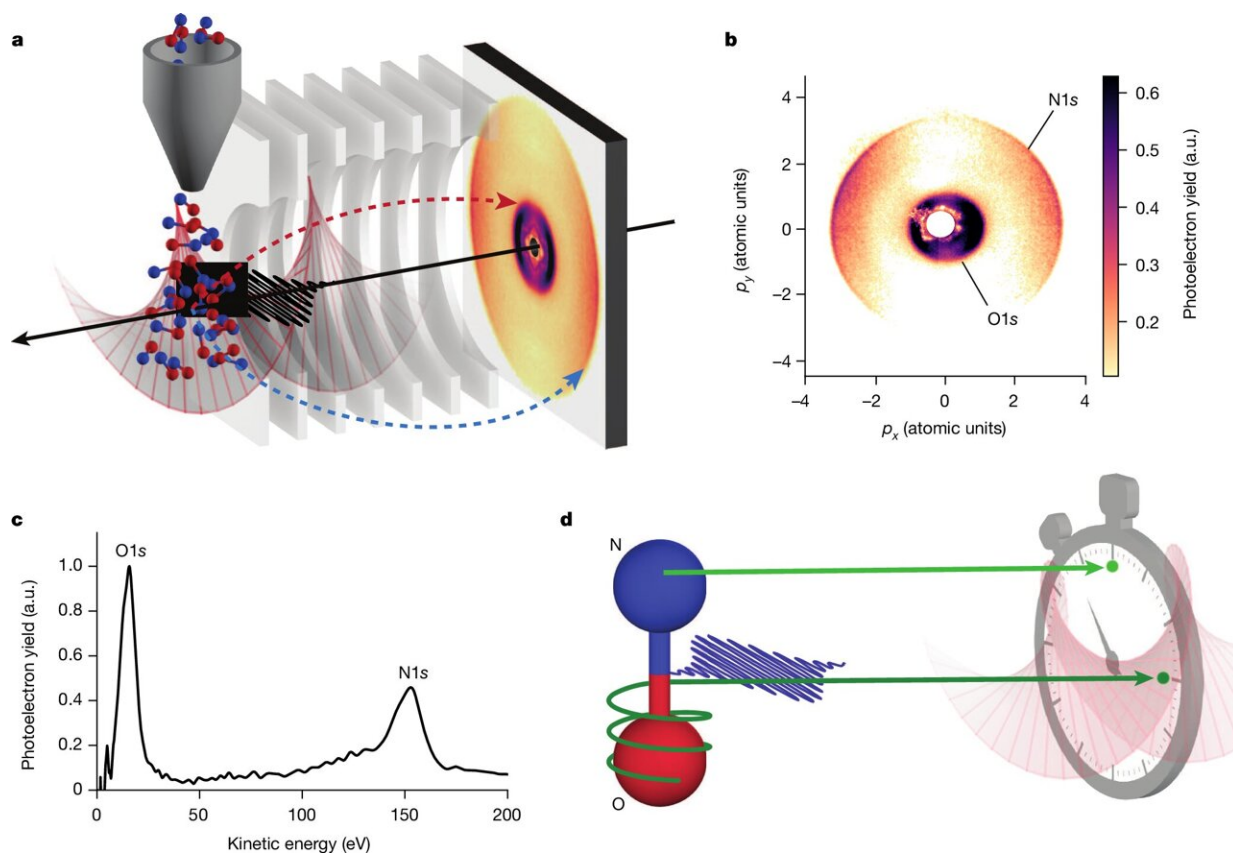 a
b
4
2
0
−2
−4
−4
−2
0
2
4
p_y (atomic units)
p_x (atomic units)
N1s
O1s
0.6
0.5
0.4
0.3
0.2
Photoelectron yield (a.u.)
c
O1s
N1s
1.0
0.8
0.6
0.4
0.2
0
0
50
100
150
200
Photoelectron yield (a.u.)
Kinetic energy (eV)
d
N
O